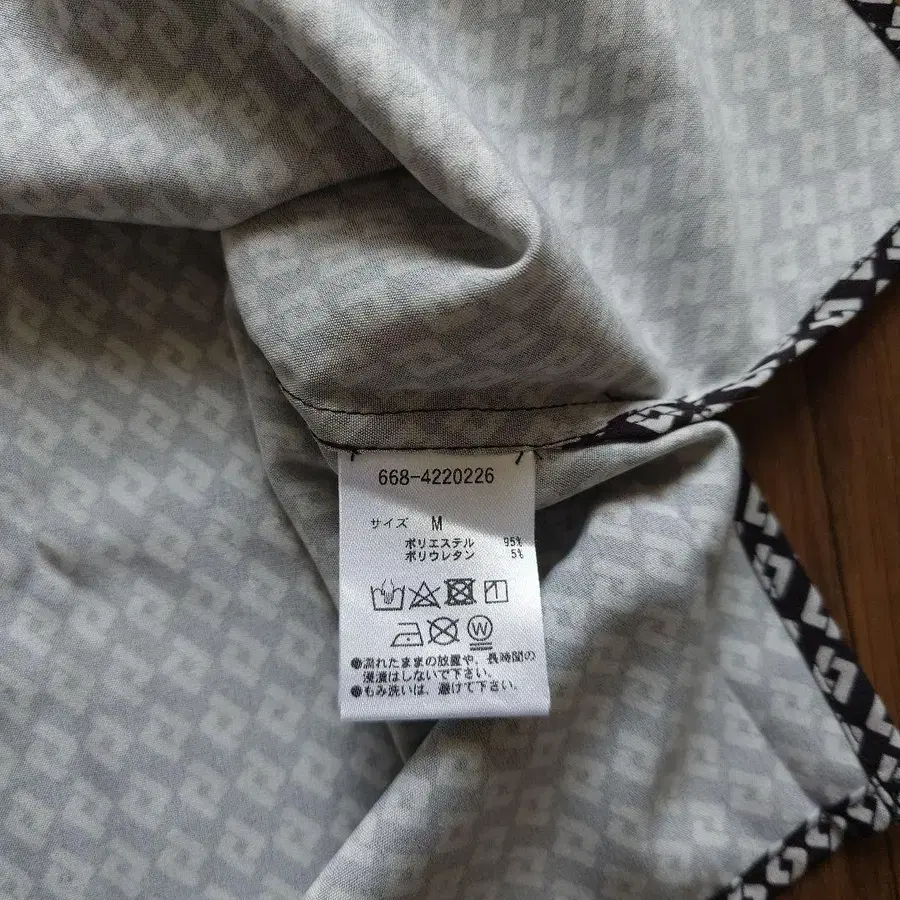 668-4220226
サイズ M
ポリエステル 95%
ポリウレタン 5%
W
●濡れたままの放置や、長時間の
浸漬はしないで下さい。
●もみ洗いは、避けて下さい。